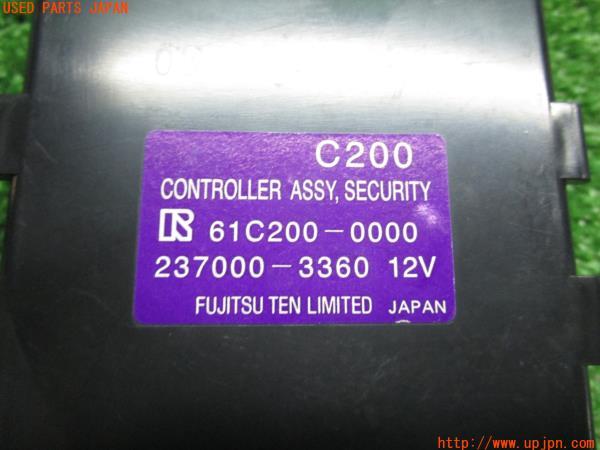 USED PARTS JAPAN
C200
CONTROLLER ASSY, SECURITY
R 61C200-0000
237000-3360 12V
FUJITSU TEN LIMITED JAPAN
http://www.upjpn.com/